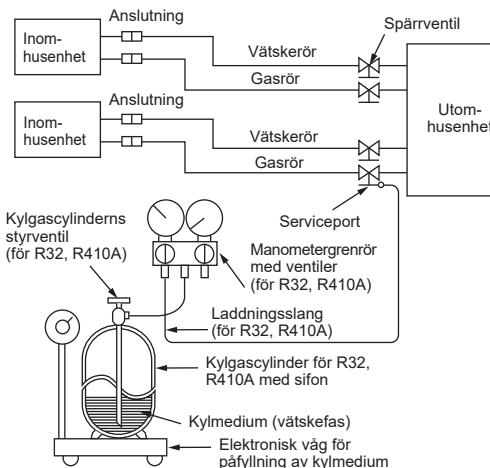 Inom-
husenhet
Anslutning
Spärrventil
Vätskerör
Gasrör
Inom-
husenhet
Anslutning
Vätskerör
Gasrör
Utom-
husenhet
Serviceport
Kylgascylinderns
styrventil
(för R32, R410A)
Manometergrenrör
med ventiler
(för R32, R410A)
Laddningsslang
(för R32, R410A)
Kylgascylinder för R32,
R410A med sifon
Kylmedium (vätskefas)
Elektronisk våg för
påfyllning av kylmedium